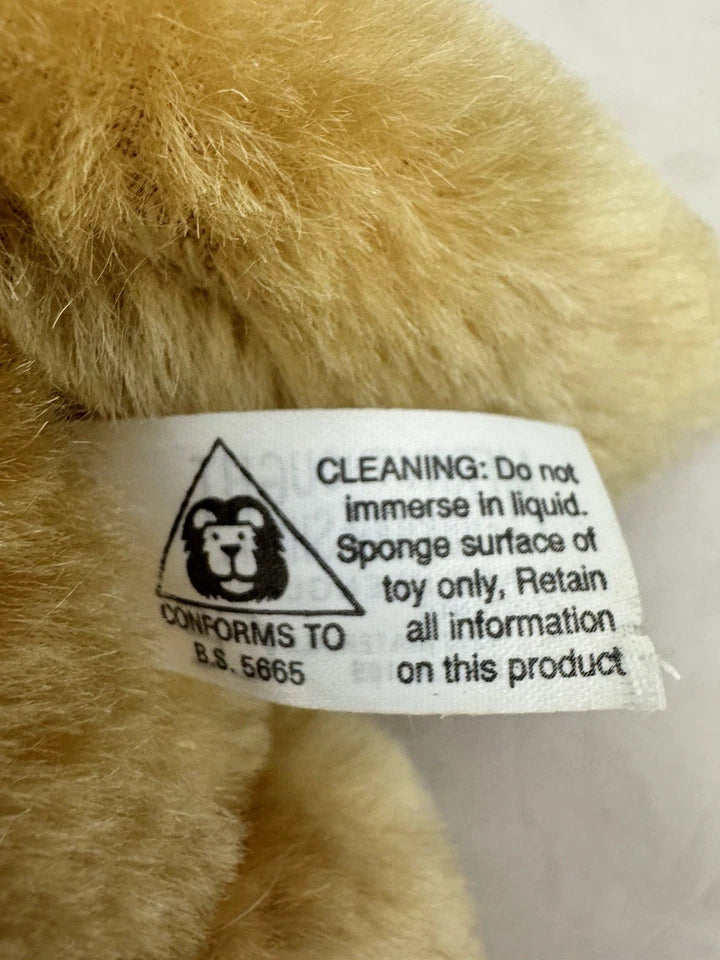 CLEANING: Do not
immerse in liquid.
Sponge surface of
toy only, Retain
all information
on this product
CONFORMS TO
B.S. 5665